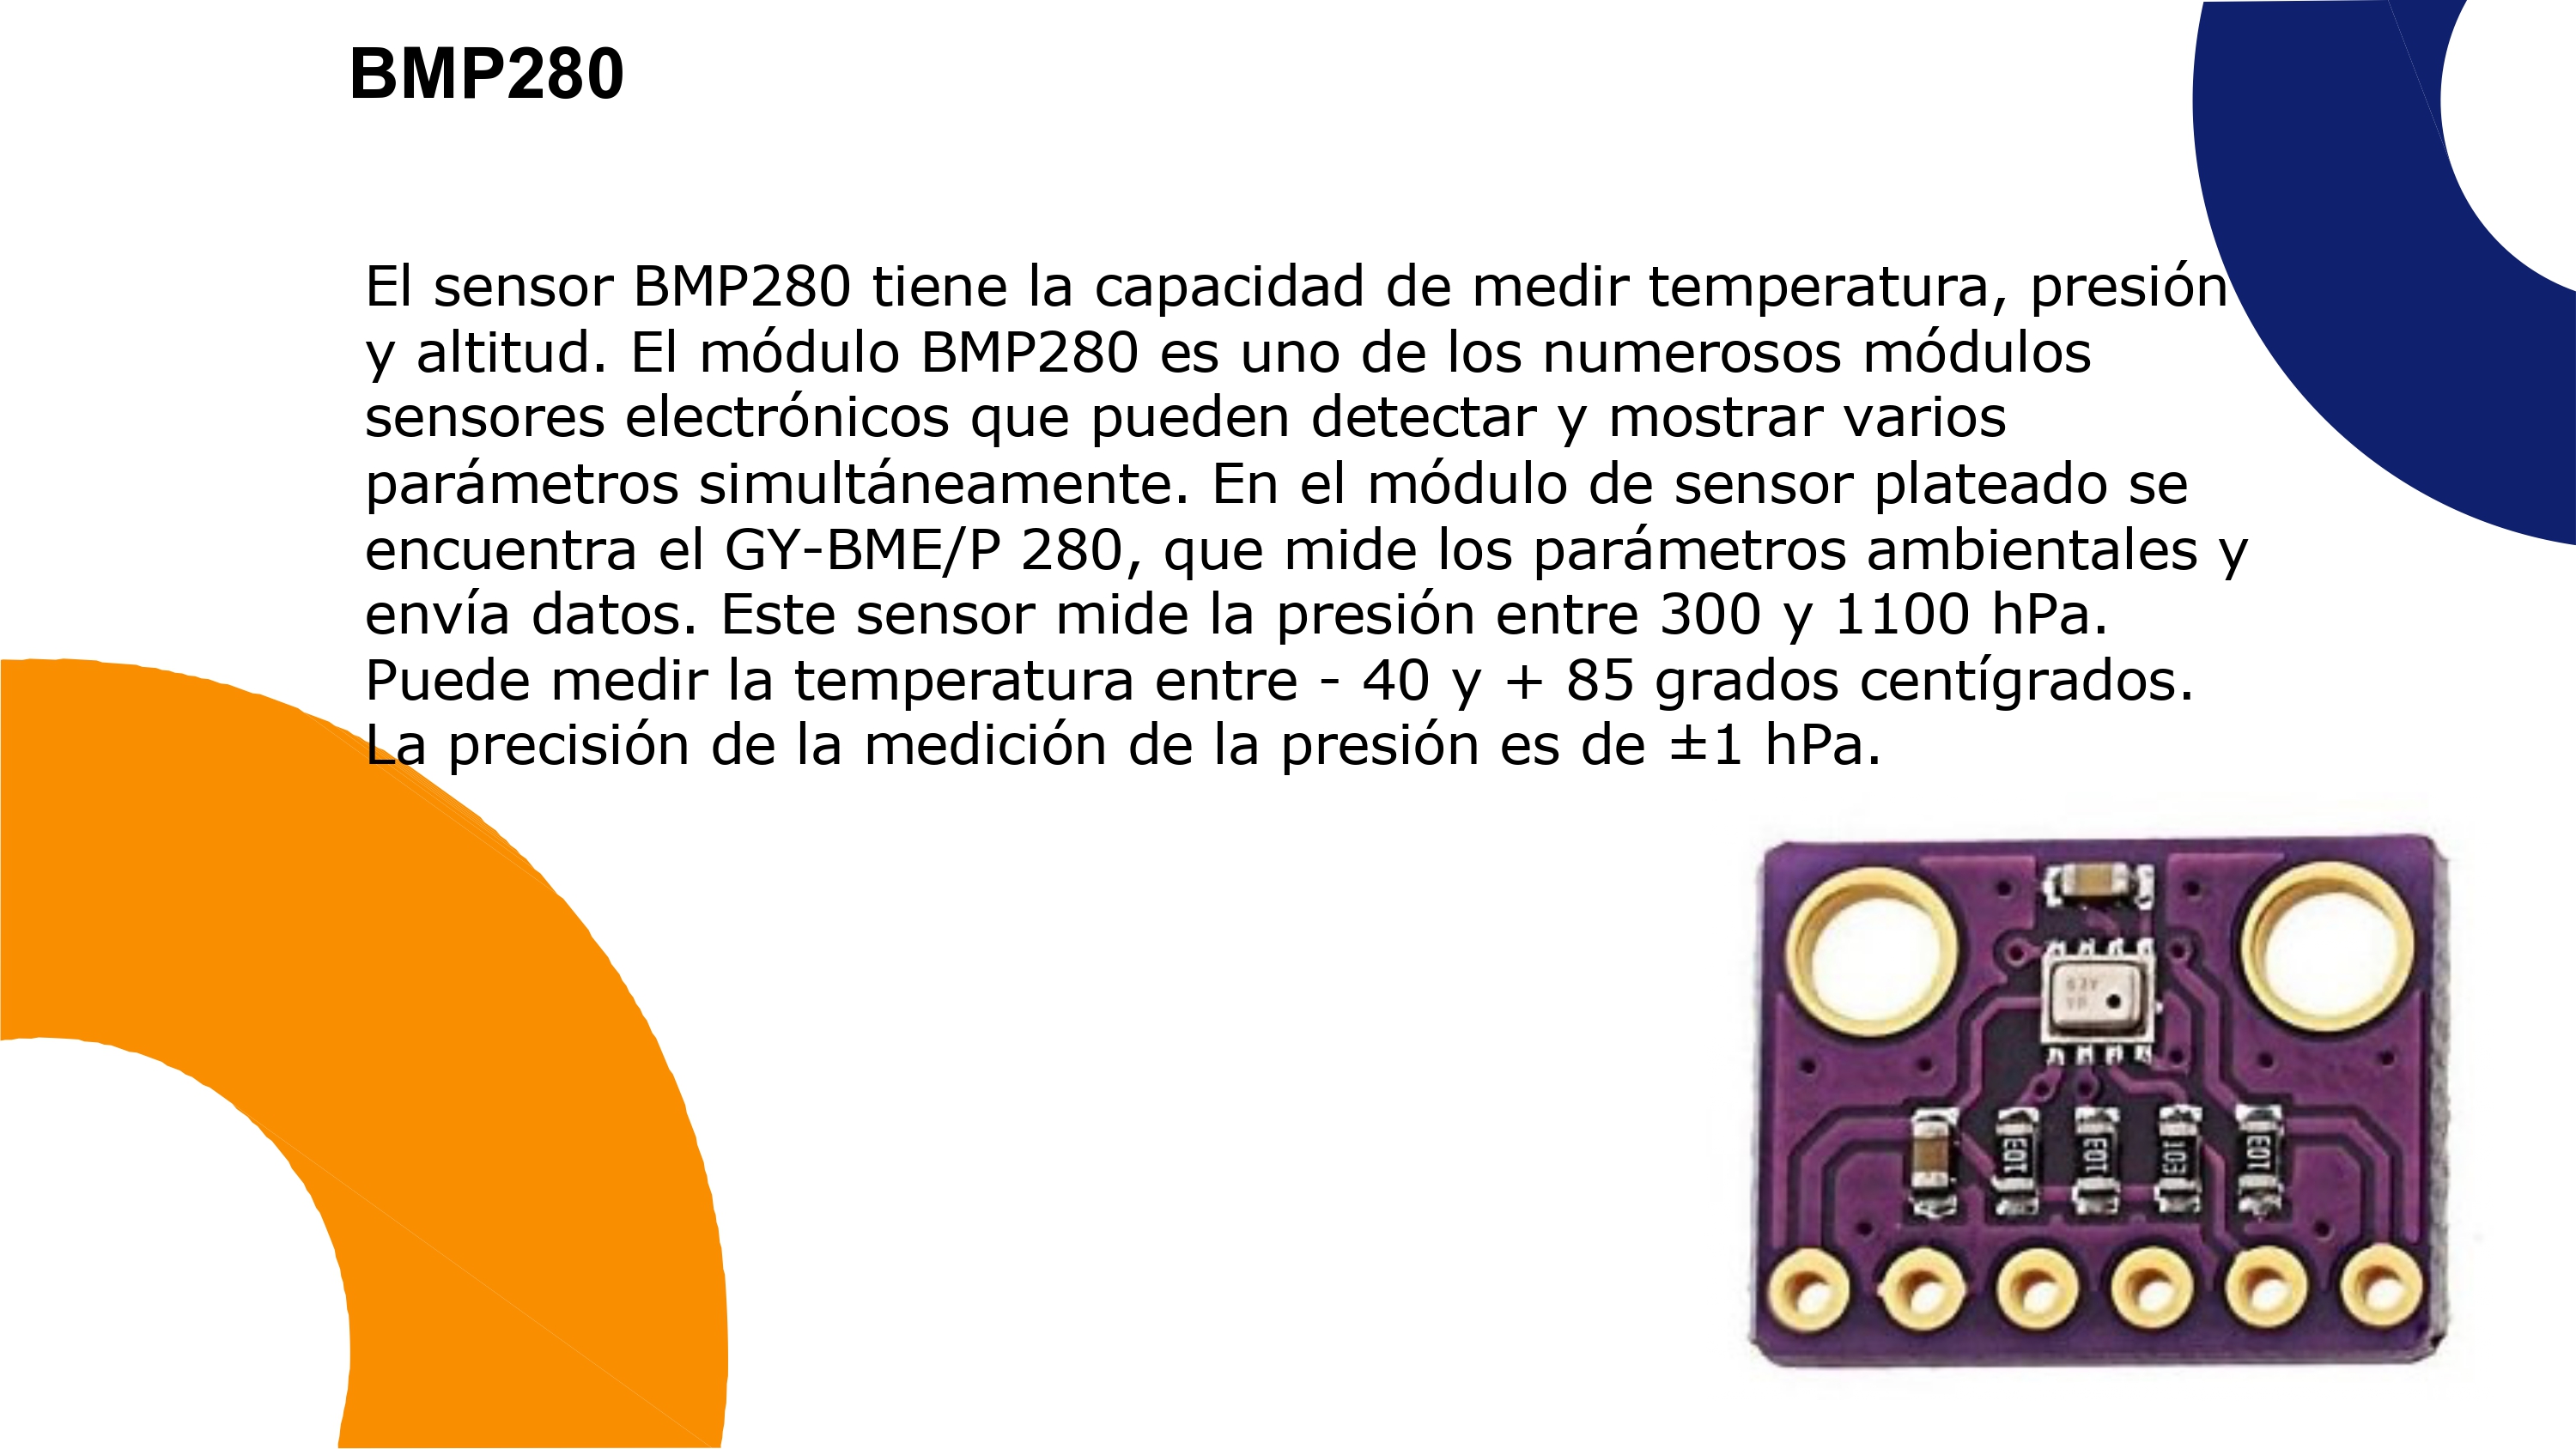 BMP280
El sensor BMP280 tiene la capacidad de medir temperatura, presión
y altitud. El módulo BMP280 es uno de los numerosos módulos
sensores electrónicos que pueden detectar y mostrar varios
parámetros simultáneamente. En el módulo de sensor plateado se
encuentra el GY-BME/P 280, que mide los parámetros ambientales y
envía datos. Este sensor mide la presión entre 300 y 1100 hPa.
Puede medir la temperatura entre - 40 y + 85 grados centígrados.
La precisión de la medición de la presión es de ±1 hPa.
103 103 103 103